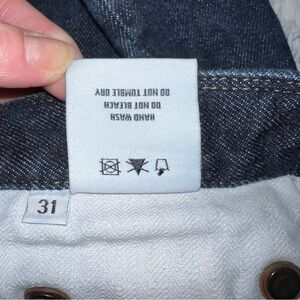 HAND WASH
DO NOT BLEACH
DO NOT TUMBLE DRY
31